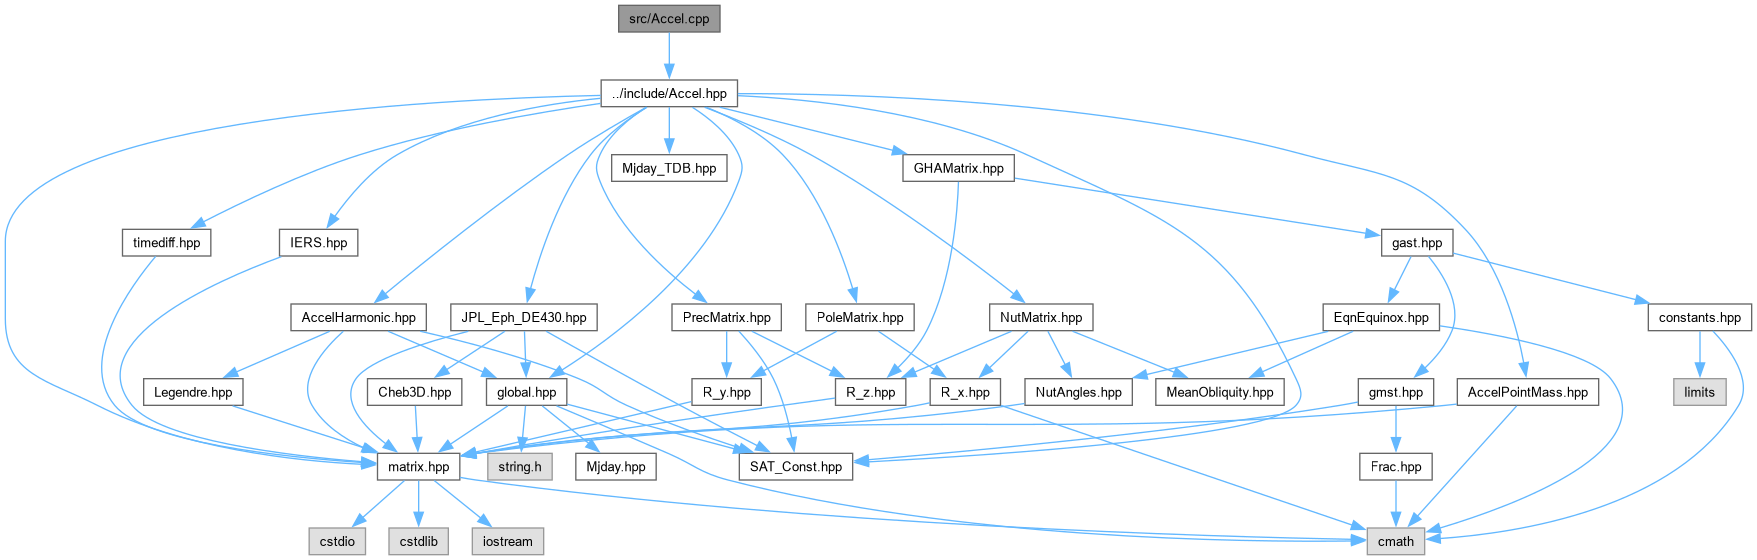 src/Accel.cpp
../include/Accel.hpp
Mjday_TDB.hpp
GHAMatrix.hpp
timediff.hpp
IERS.hpp
gast.hpp
AccelHarmonic.hpp
JPL_Eph_DE430.hpp
PrecMatrix.hpp
PoleMatrix.hpp
NutMatrix.hpp
EqnEquinox.hpp
constants.hpp
Legendre.hpp
Cheb3D.hpp
global.hpp
R_y.hpp
R_z.hpp
R_x.hpp
NutAngles.hpp
MeanObliquity.hpp
gmst.hpp
AccelPointMass.hpp
limits
matrix.hpp
string.h
Mjday.hpp
SAT_Const.hpp
Frac.hpp
cstdio
cstdlib
iostream
cmath